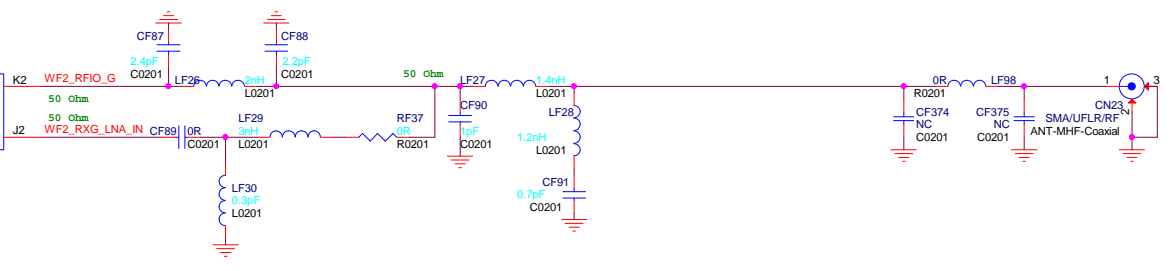 CF87
2.4pF
C0201
CF88
2.2pF
C0201
K2
WF2_RFIO_G
50 Ohm
LF26
2nH
L0201
50 Ohm
LF27
1.4nH
L0201
0R
R0201
LF98
1
3
2
CN23
SMA/UFLR/RF
ANT-MHF-Coaxial
50 Ohm
J2
WF2_RXG_LNA_IN
CF89
0R
C0201
LF29
3nH
L0201
RF37
0R
R0201
CF90
1pF
C0201
LF28
1.2nH
L0201
CF374
NC
C0201
CF375
NC
C0201
LF30
0.3pF
L0201
CF91
0.7pF
C0201